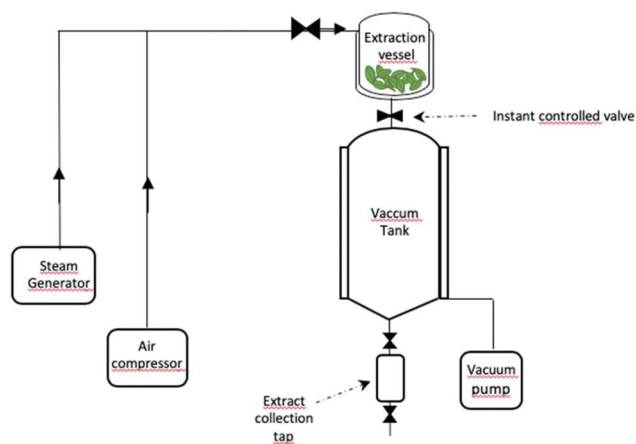 Extraction
vessel
Instant controlled valve
Vaccum
Tank
Steam
Generator
Air
compressor
Vacuum
pump
Extract
collection
tap